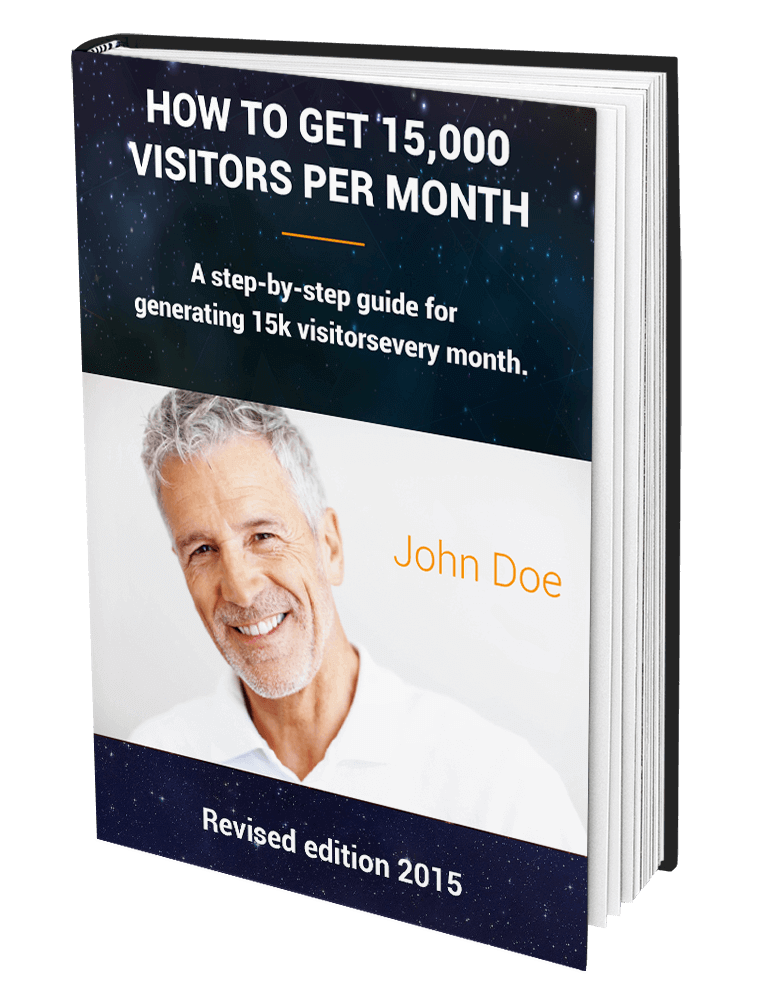 HOW TO GET 15,000
VISITORS PER MONTH
A step-by-step guide for
generating 15k visitorsevery month.
John Doe
Revised edition 2015